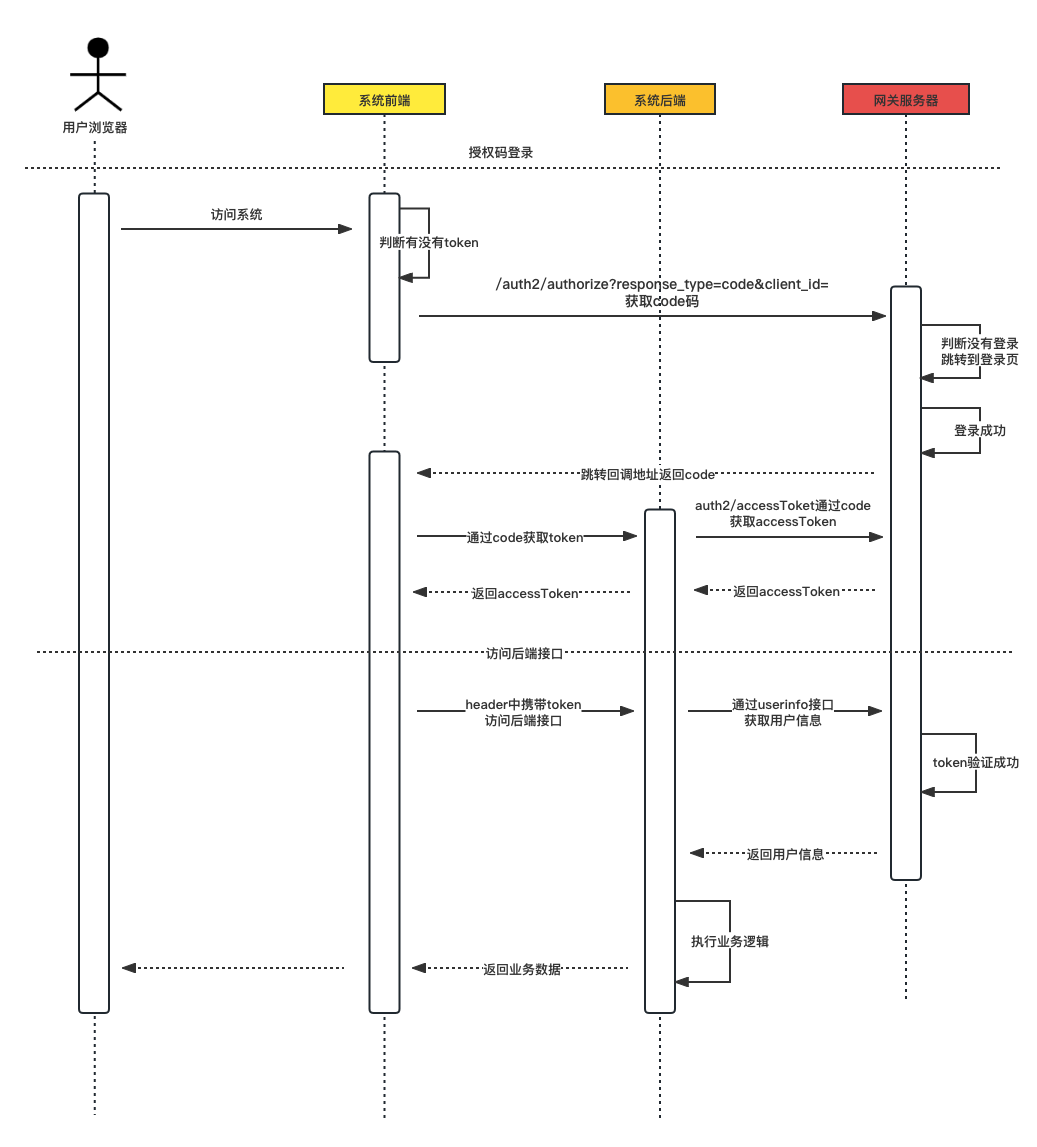 用户浏览器
系统前端
系统后端
网关服务器
授权码登录
访问系统
判断有没有token
/auth2/authorize?response_type=code&client_id=
获取code码
判断没有登录
跳转到登录页
登录成功
跳转回调地址返回code
auth2/accessToket通过code
获取accessToken
通过code获取token
返回accessToken
返回accessToken
访问后端接口
header中携带token
访问后端接口
通过userinfo接口
获取用户信息
token验证成功
返回用户信息
执行业务逻辑
返回业务数据